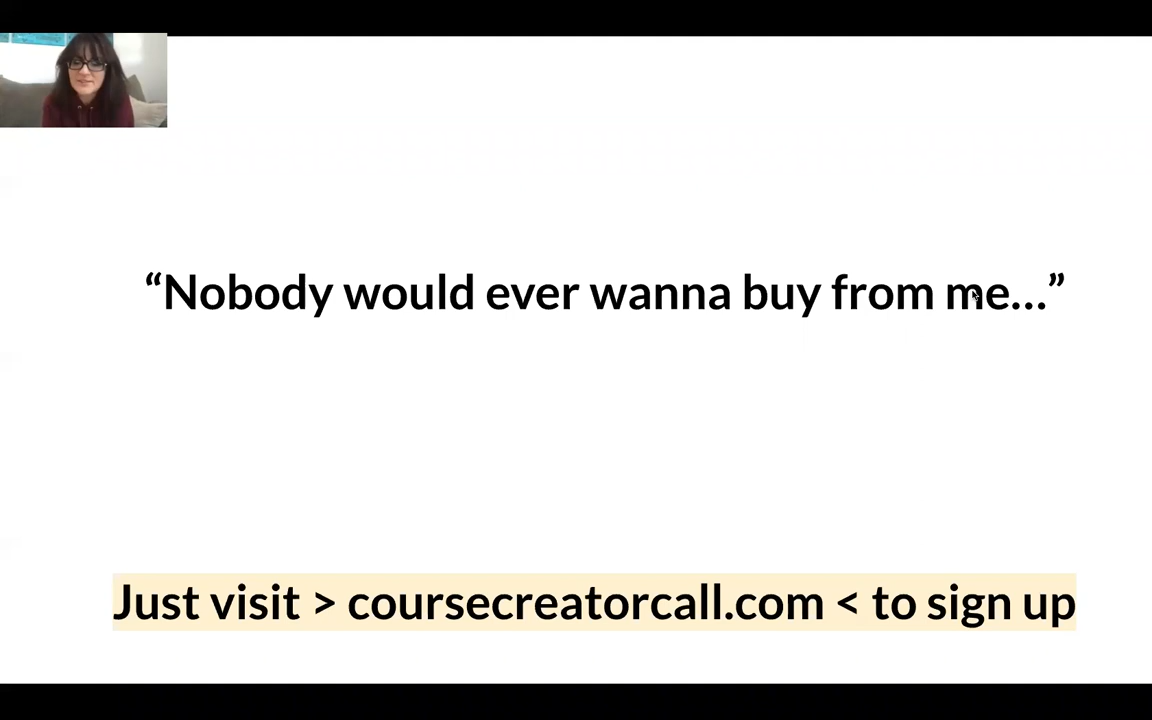 “Nobody would ever wanna buy from me…”
Just visit > coursecreatorcall.com < to sign up